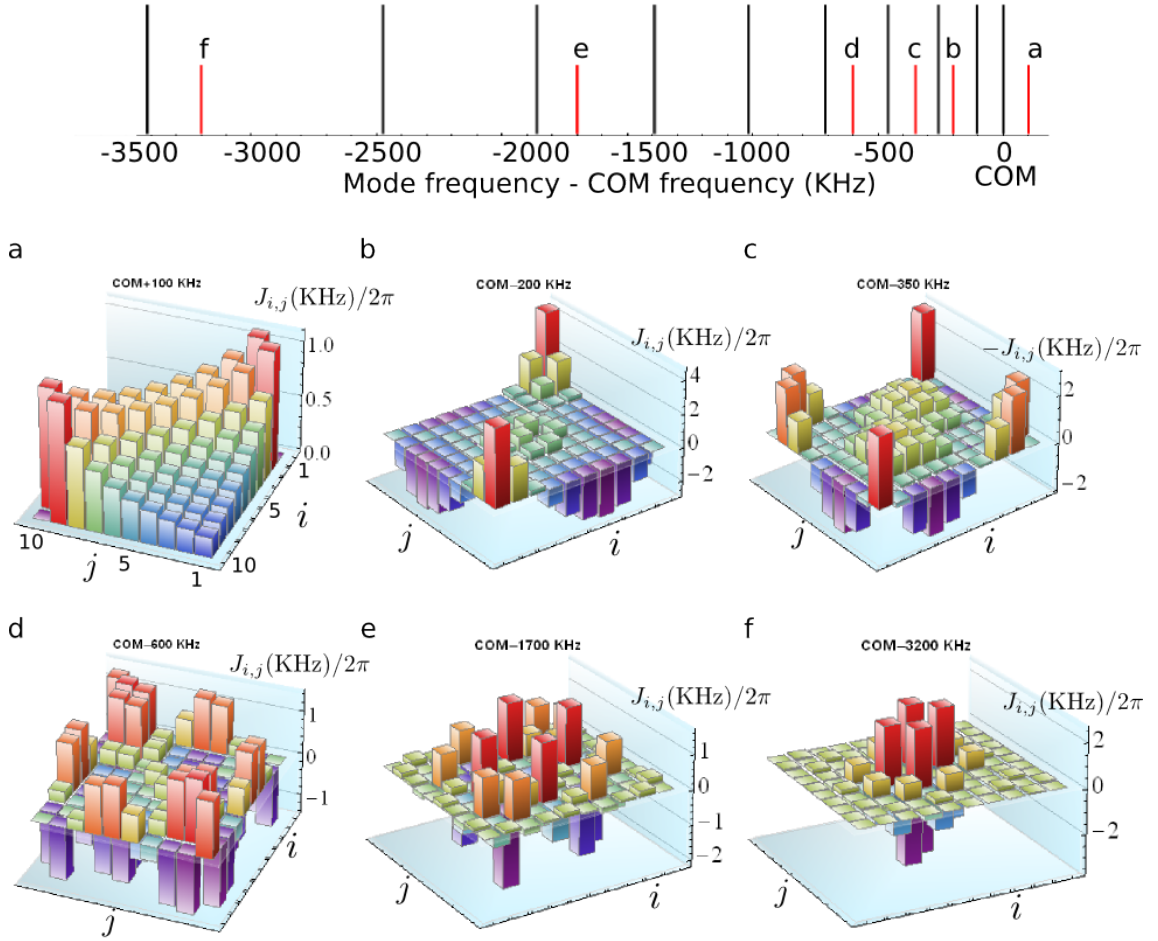 f e d c b a
-3500 -3000 -2500 -2000 -1500 -1000 -500 0
Mode frequency - COM frequency (KHz) COM
a b c
COM+100 KHz COM−200 KHz COM−350 KHz
J_{i,j}(KHz)/2π J_{i,j}(KHz)/2π −J_{i,j}(KHz)/2π
1.0
0.5
0.0
1
5 i
10
10
j 5
1
4
2
0
−2
j i
2
0
−2
j i
d e f
COM−600 KHz COM−1700 KHz COM−3200 KHz
J_{i,j}(KHz)/2π J_{i,j}(KHz)/2π J_{i,j}(KHz)/2π
1
0
−1
i
j
1
0
−1
−2
j i
2
0
−2
j i